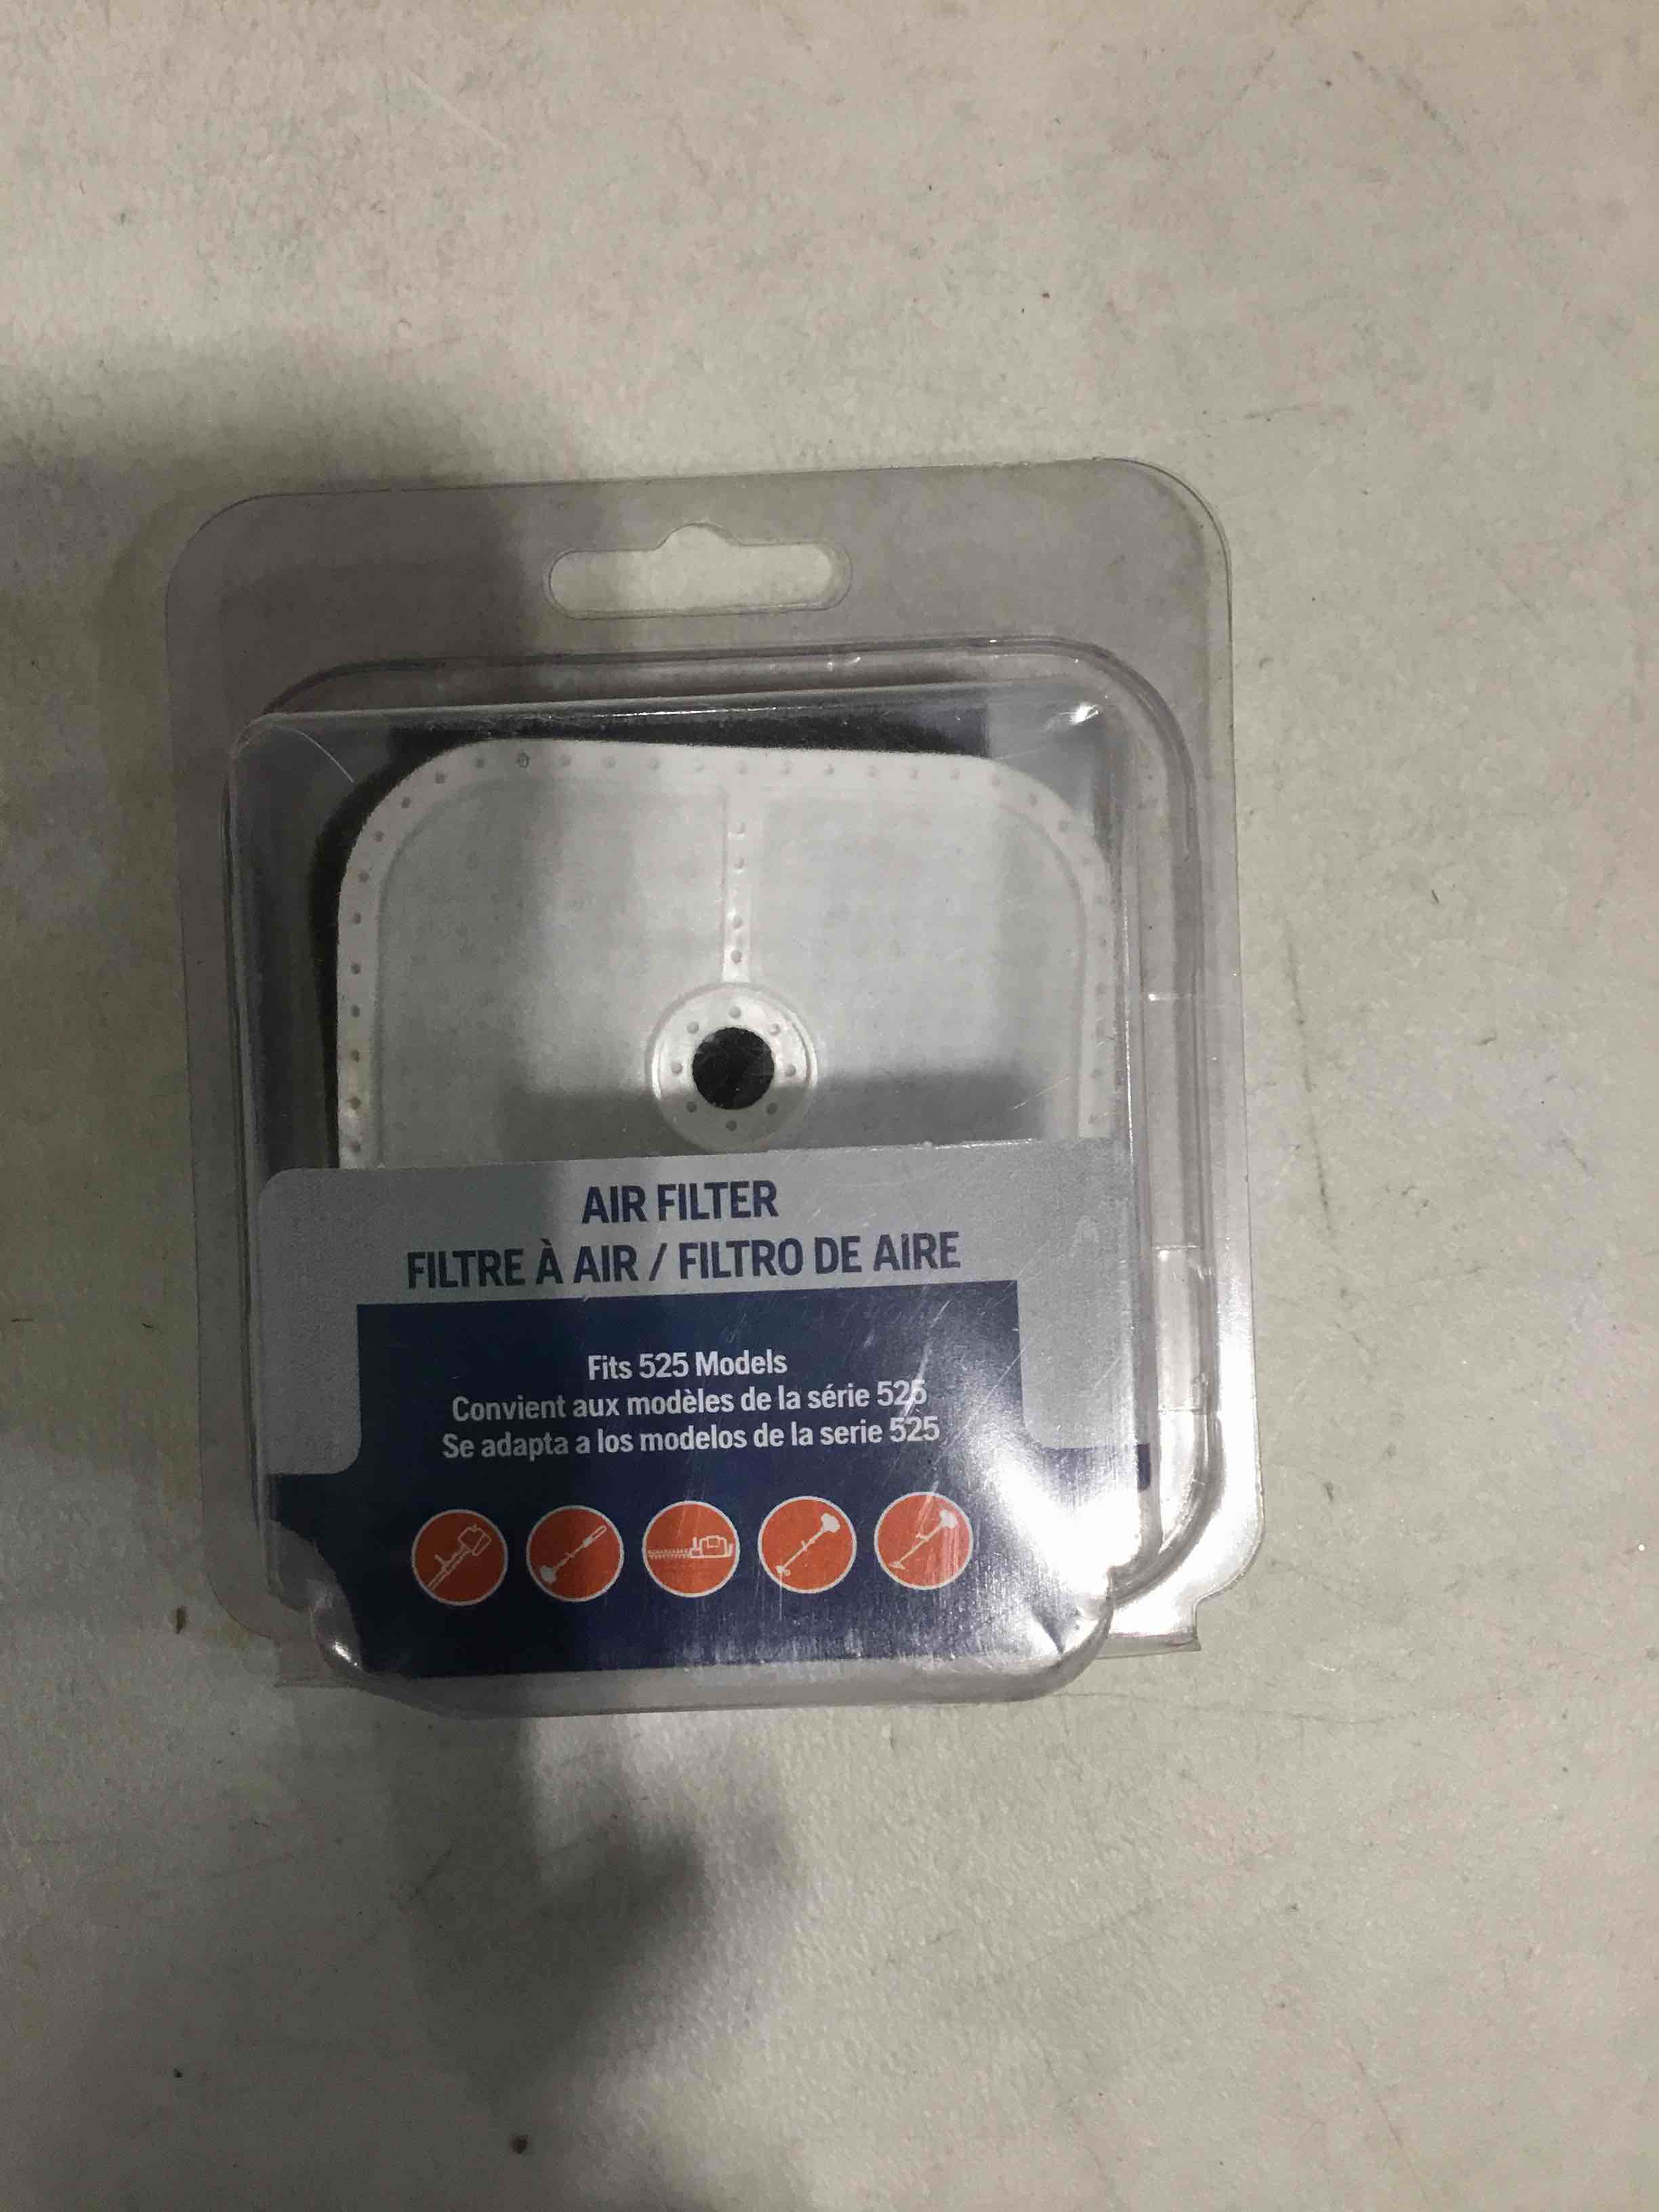 AIR FILTER
FILTRE À AIR / FILTRO DE AIRE
Fits 525 Models
Convient aux modèles de la série 525
Se adapta a los modelos de la serie 525